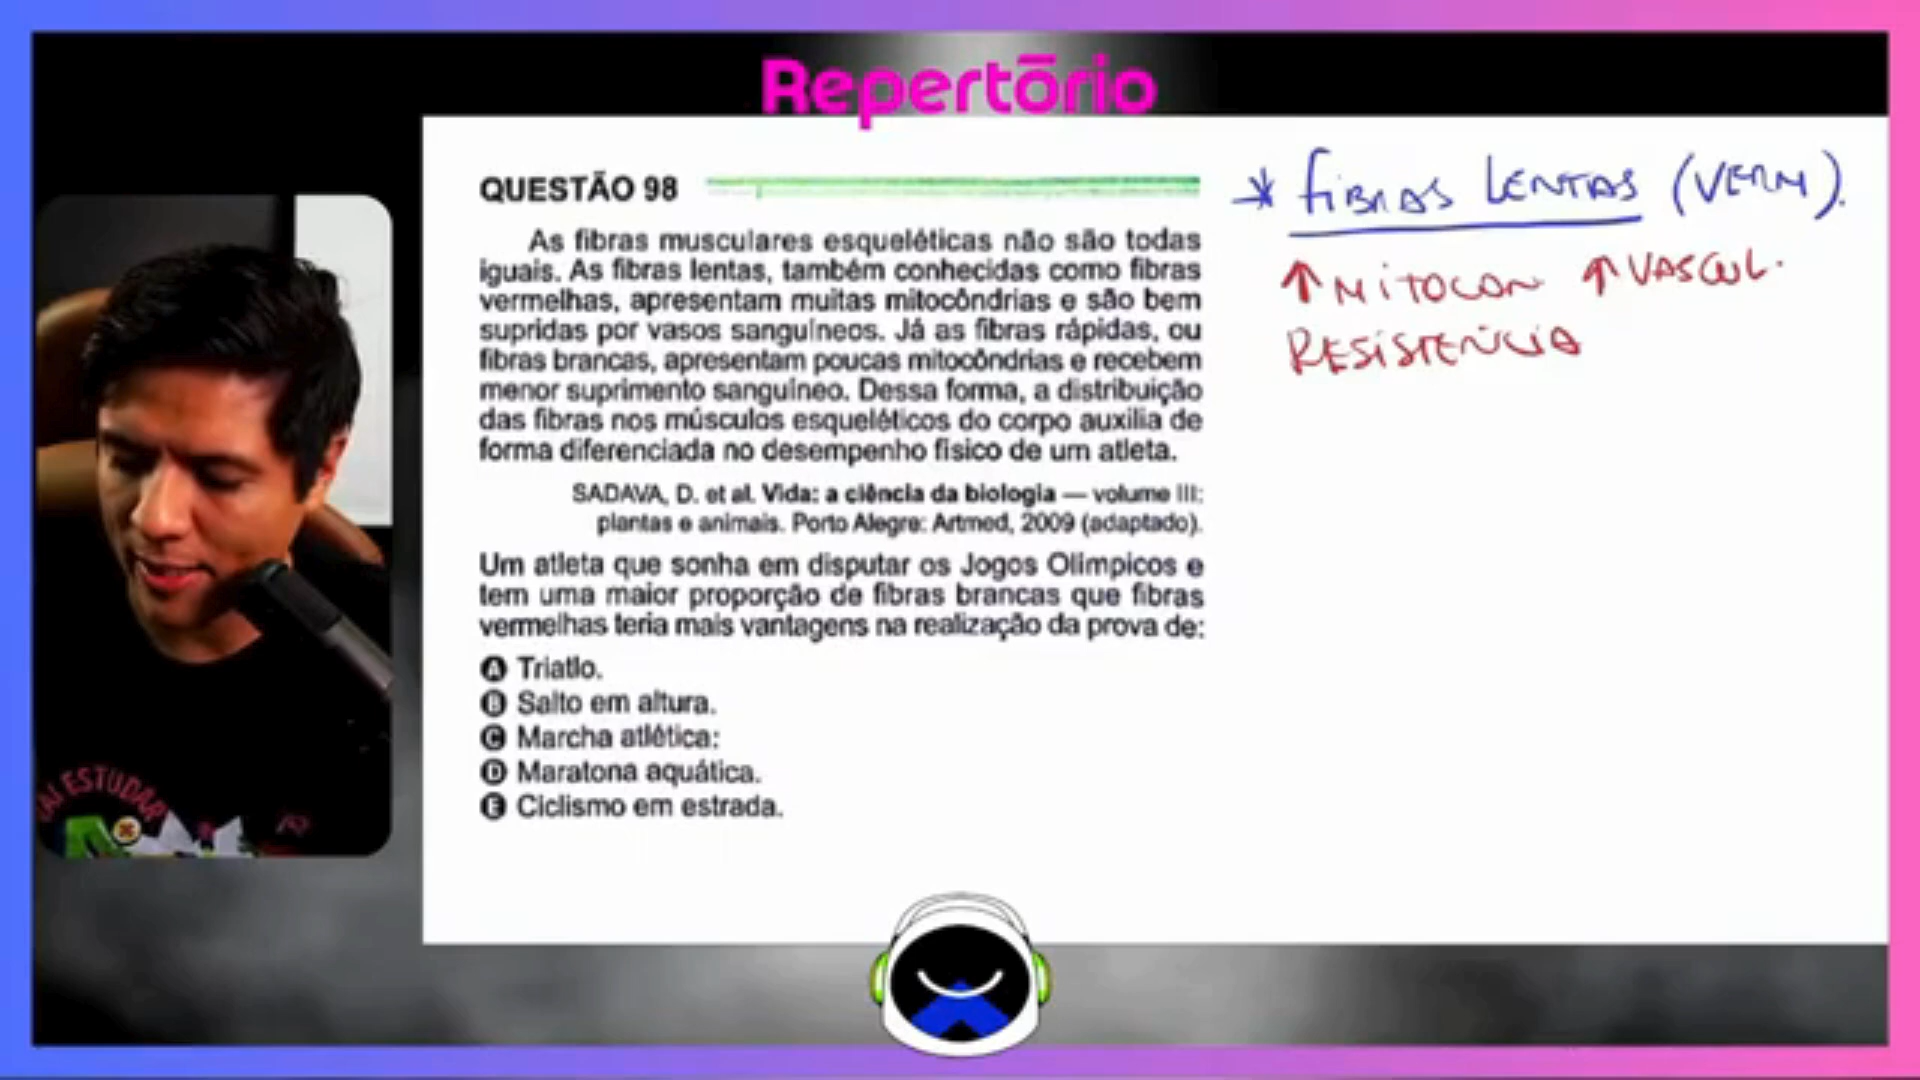 Repertōrio
QUESTÃO 98
As fibras musculares esqueléticas não são todas
iguais. As fibras lentas, também conhecidas como fibras
vermelhas, apresentam muitas mitocôndrias e são bem
supridas por vasos sanguíneos. Já as fibras rápidas, ou
fibras brancas, apresentam poucas mitocôndrias e recebem
menor suprimento sanguíneo. Dessa forma, a distribuição
das fibras nos músculos esqueléticos do corpo auxilia de
forma diferenciada no desempenho físico de um atleta.
SADAVA, D. et al. Vida: a ciência da biologia — volume III:
plantas e animais. Porto Alegre: Artmed, 2009 (adaptado).
Um atleta que sonha em disputar os Jogos Olímpicos e
tem uma maior proporção de fibras brancas que fibras
vermelhas teria mais vantagens na realização da prova de:
A Triatlo.
B Salto em altura.
C Marcha atlética:
D Maratona aquática.
E Ciclismo em estrada.
* FIBRAS LENTAS (VERM).
↑ MITOCON ↑ VASCUL.
RESISTÊNCIA
VAI ESTUDAR